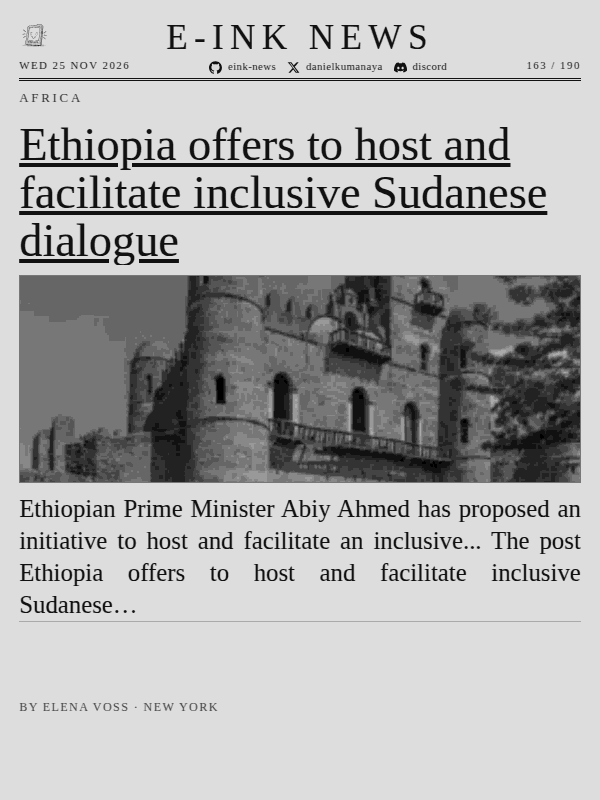 E-INK NEWS
WED 25 NOV 2026
eink-news danielkumanaya discord
163 / 190
AFRICA
Ethiopia offers to host and
facilitate inclusive Sudanese
dialogue
Ethiopian Prime Minister Abiy Ahmed has proposed an
initiative to host and facilitate an inclusive... The post
Ethiopia offers to host and facilitate inclusive
Sudanese…
BY ELENA VOSS · NEW YORK